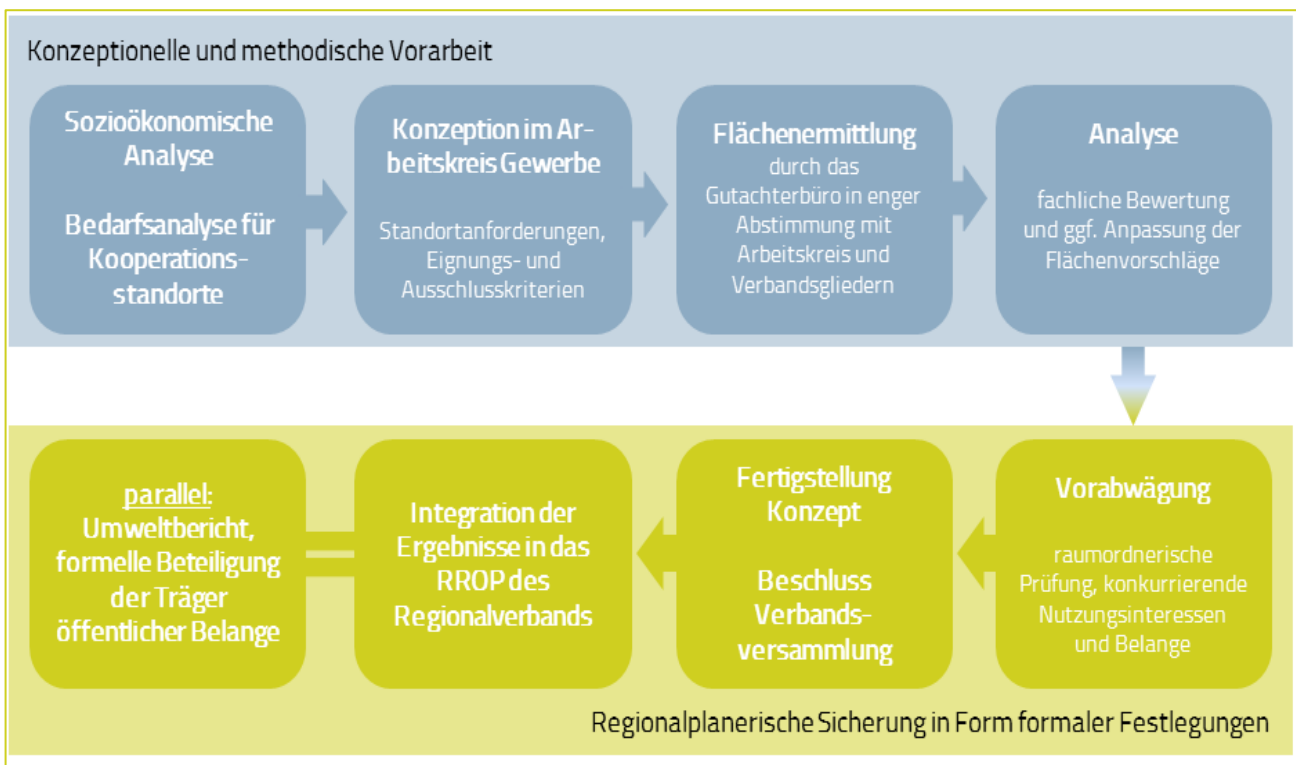 Konzeptionelle und methodische Vorarbeit
Sozioökonomische
Analyse
Bedarfsanalyse für
Kooperations-
standorte
Konzeption im Ar-
beitskreis Gewerbe
Standortanforderungen,
Eignungs- und
Ausschlusskriterien
Flächenermittlung
durch das
Gutachterbüro in enger
Abstimmung mit
Arbeitskreis und
Verbandsgliedern
Analyse
fachliche Bewertung
und ggf. Anpassung der
Flächenvorschläge
Vorabwägung
raumordnerische
Prüfung, konkurrierende
Nutzungsinteressen
und Belange
Fertigstellung
Konzept
Beschluss
Verbands-
versammlung
Integration der
Ergebnisse in das
RROP des
Regionalverbands
parallel:
Umweltbericht,
formelle Beteiligung
der Träger
öffentlicher Belange
Regionalplanerische Sicherung in Form formaler Festlegungen